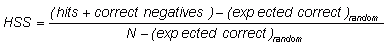 HSS = (hits + correct negatives) – (expected correct)random
N – (expected correct)random